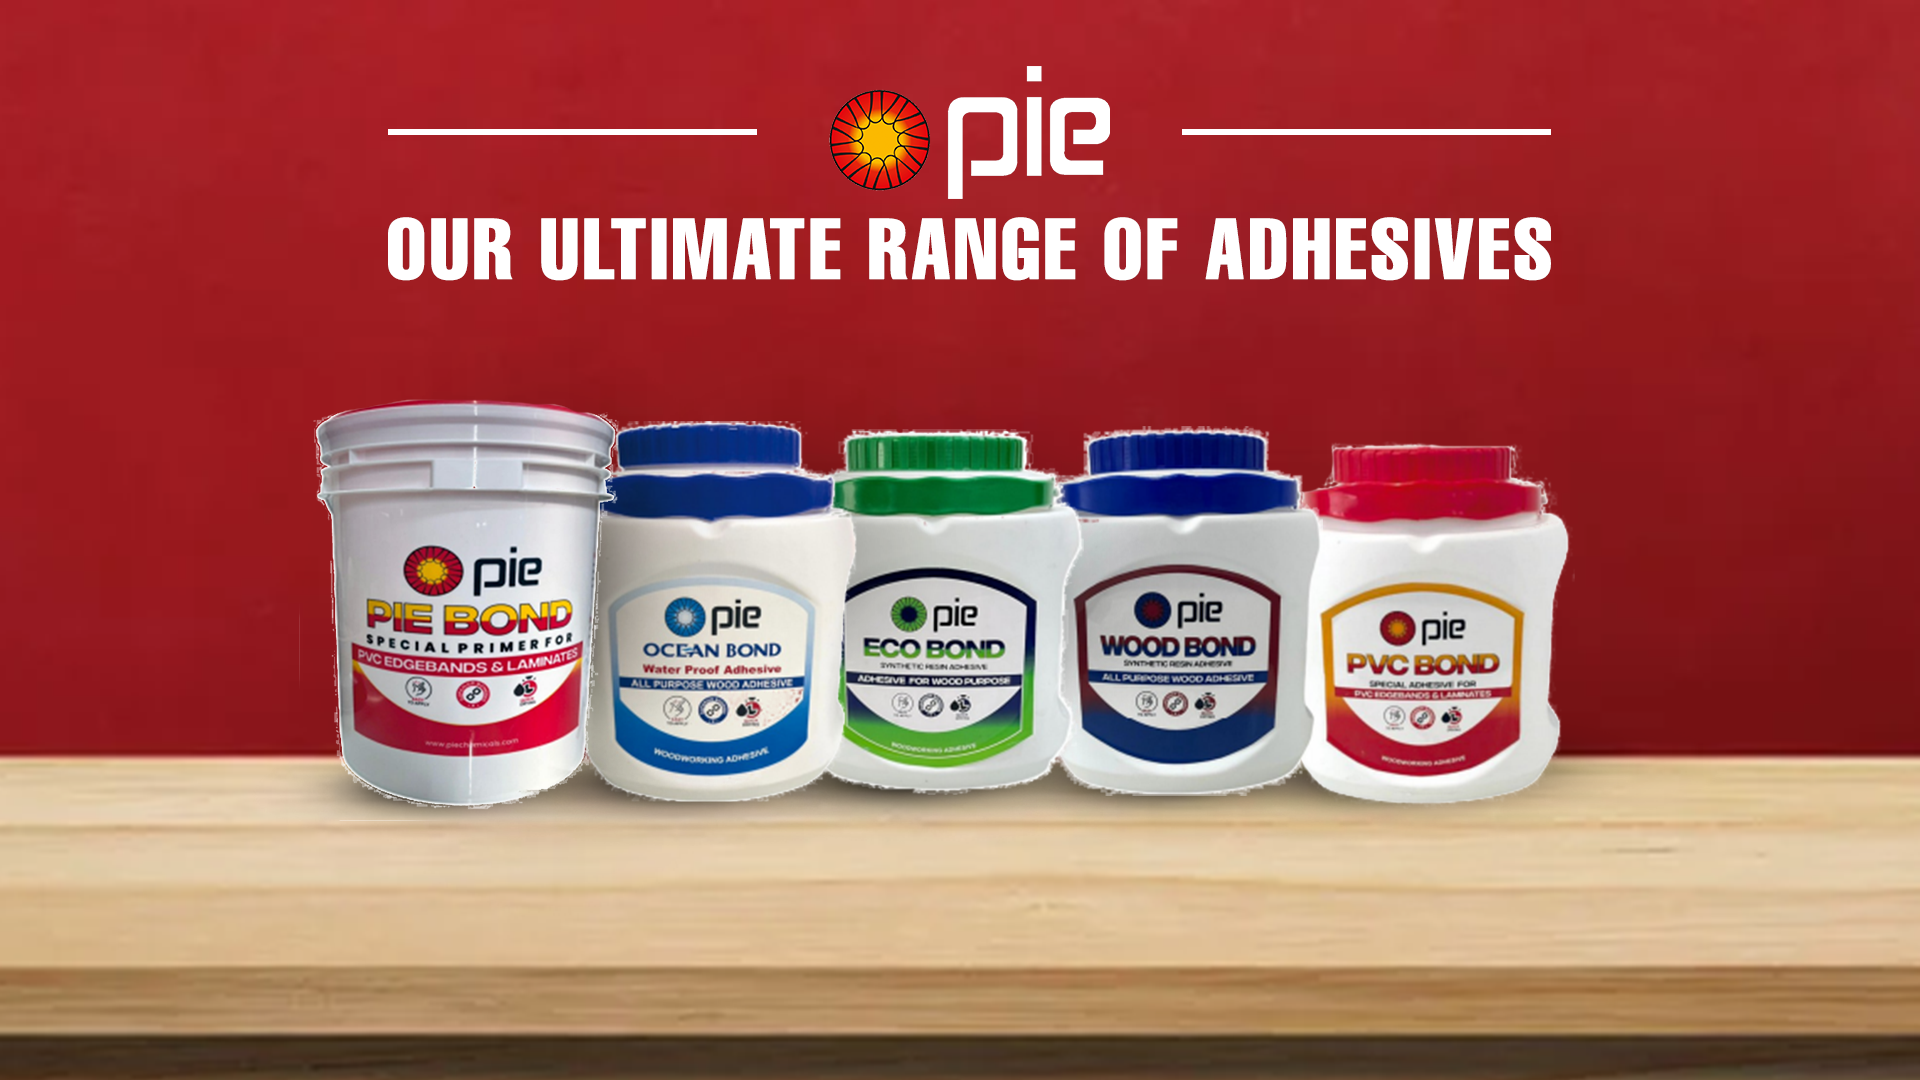 pie
OUR ULTIMATE RANGE OF ADHESIVES
pie
PIE BOND
SPECIAL PRIMER FOR
PVC EDGEBANDS & LAMINATES
www.piechemicals.com
pie
OCEAN BOND
Water Proof Adhesive
ALL PURPOSE WOOD ADHESIVE
WOODWORKING ADHESIVE
pie
ECO BOND
SYNTHETIC RESIN ADHESIVE
ADHESIVE FOR WOOD PURPOSE
WOODWORKING ADHESIVE
pie
WOOD BOND
SYNTHETIC RESIN ADHESIVE
ALL PURPOSE WOOD ADHESIVE
pie
PVC BOND
SPECIAL ADHESIVE FOR
PVC EDGEBANDS & LAMINATES
WOODWORKING ADHESIVE